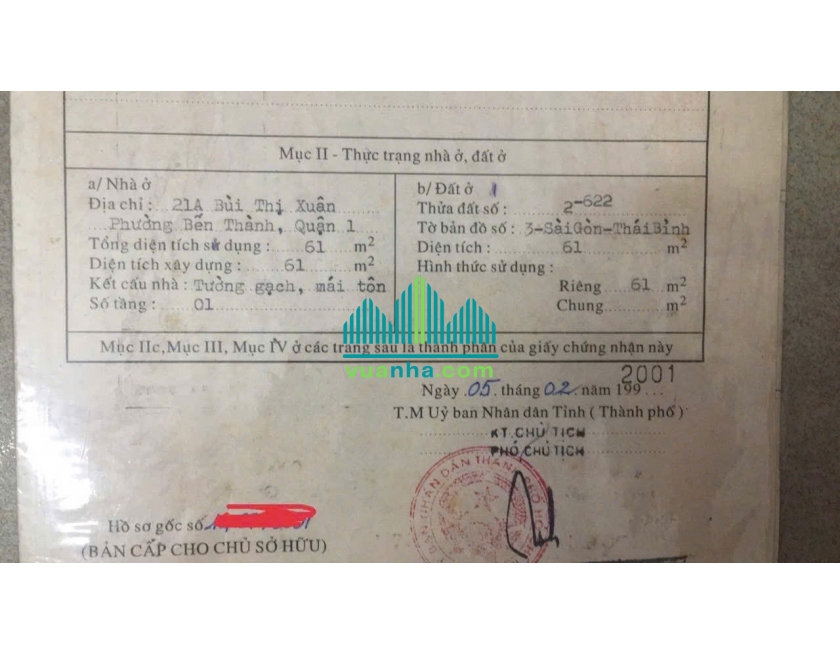 Mục II - Thực trạng nhà ở, đất ở
a/ Nhà ở
Địa chỉ : 21A Bùi Thị Xuân
Phường Bến Thành, Quận 1
Tổng diện tích sử dụng : 61 m²
Diện tích xây dựng : 61 m²
Kết cấu nhà : Tường gạch, mái tôn
Số tầng : 01
b/ Đất ở
Thửa đất số : 2-622
Tờ bản đồ số : 3-SàiGòn-TháiBình
Diện tích : 61 m²
Hình thức sử dụng :
Riêng 61 m²
Chung m²
Mục IIc, Mục III, Mục IV ở các trang sau là thành phần của giấy chứng nhận này
vuanha.com
2001
Ngày 05 tháng 02 năm 199
T.M Uỷ ban Nhân dân Tỉnh ( Thành phố )
KT.CHỦ TỊCH
PHÓ CHỦ TỊCH
BAN NHÂN DÂN THÀNH PHỐ HỒ
Hồ sơ gốc số
(BẢN CẤP CHO CHỦ SỞ HỮU)